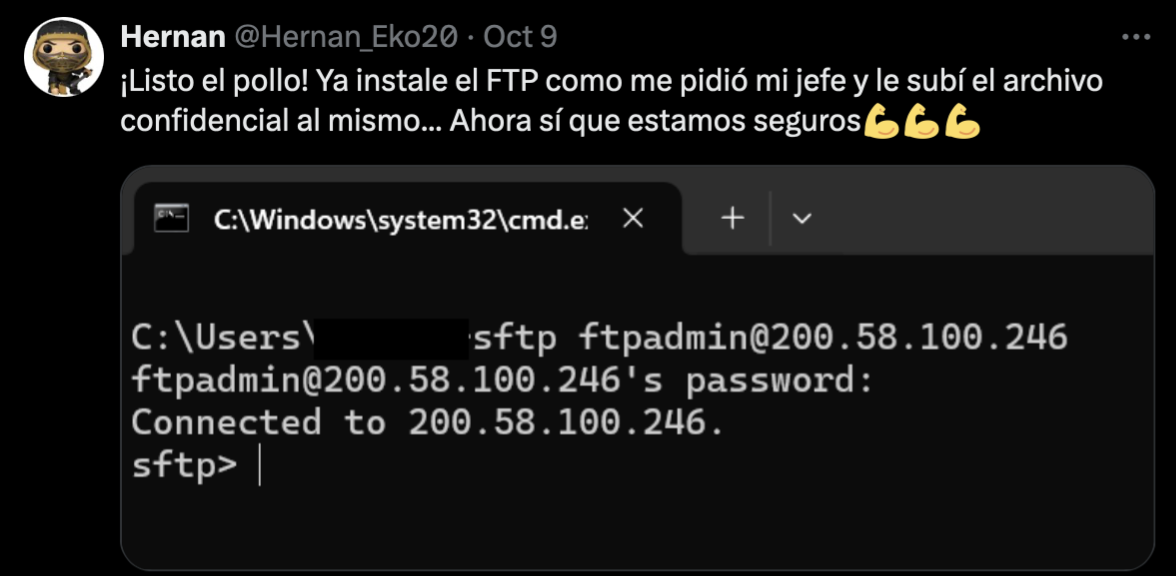 Hernan @Hernan_Eko20 · Oct 9
¡Listo el pollo! Ya instale el FTP como me pidió mi jefe y le subí el archivo
confidencial al mismo... Ahora sí que estamos seguros💪💪💪
C:\Windows\system32\cmd.e
C:\Users\ sftp ftpadmin@200.58.100.246
ftpadmin@200.58.100.246's password:
Connected to 200.58.100.246.
sftp>